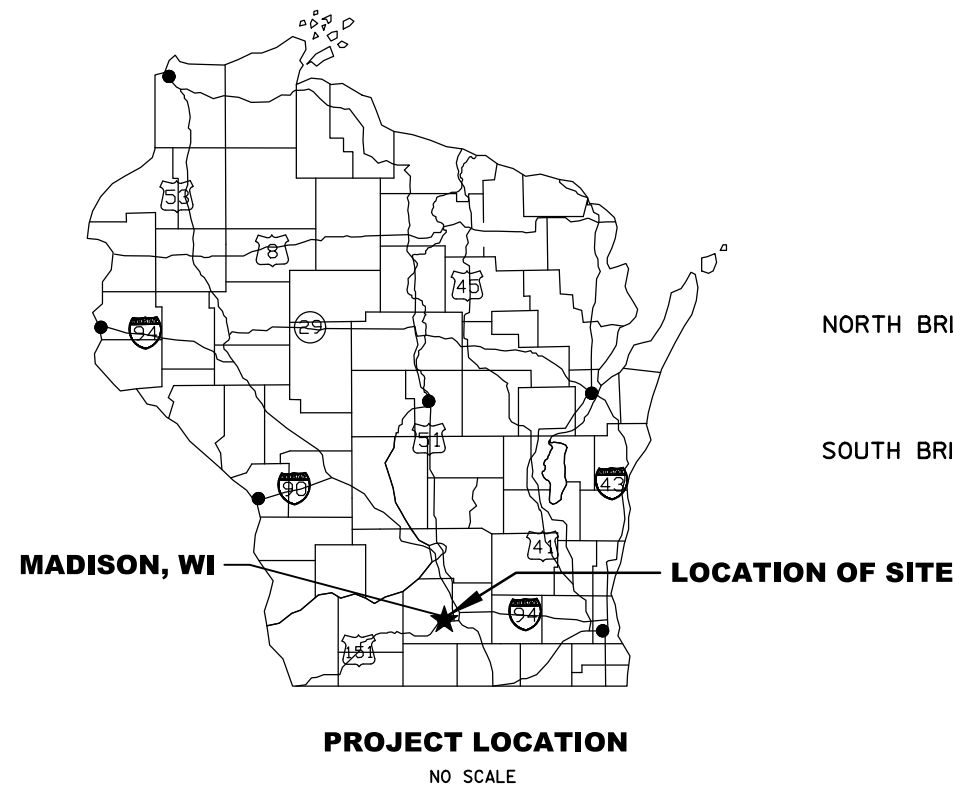 53
8
45
NORTH BRI
94
29
51
SOUTH BRI
90
43
41
MADISON, WI
LOCATION OF SITE
94
151
PROJECT LOCATION
NO SCALE